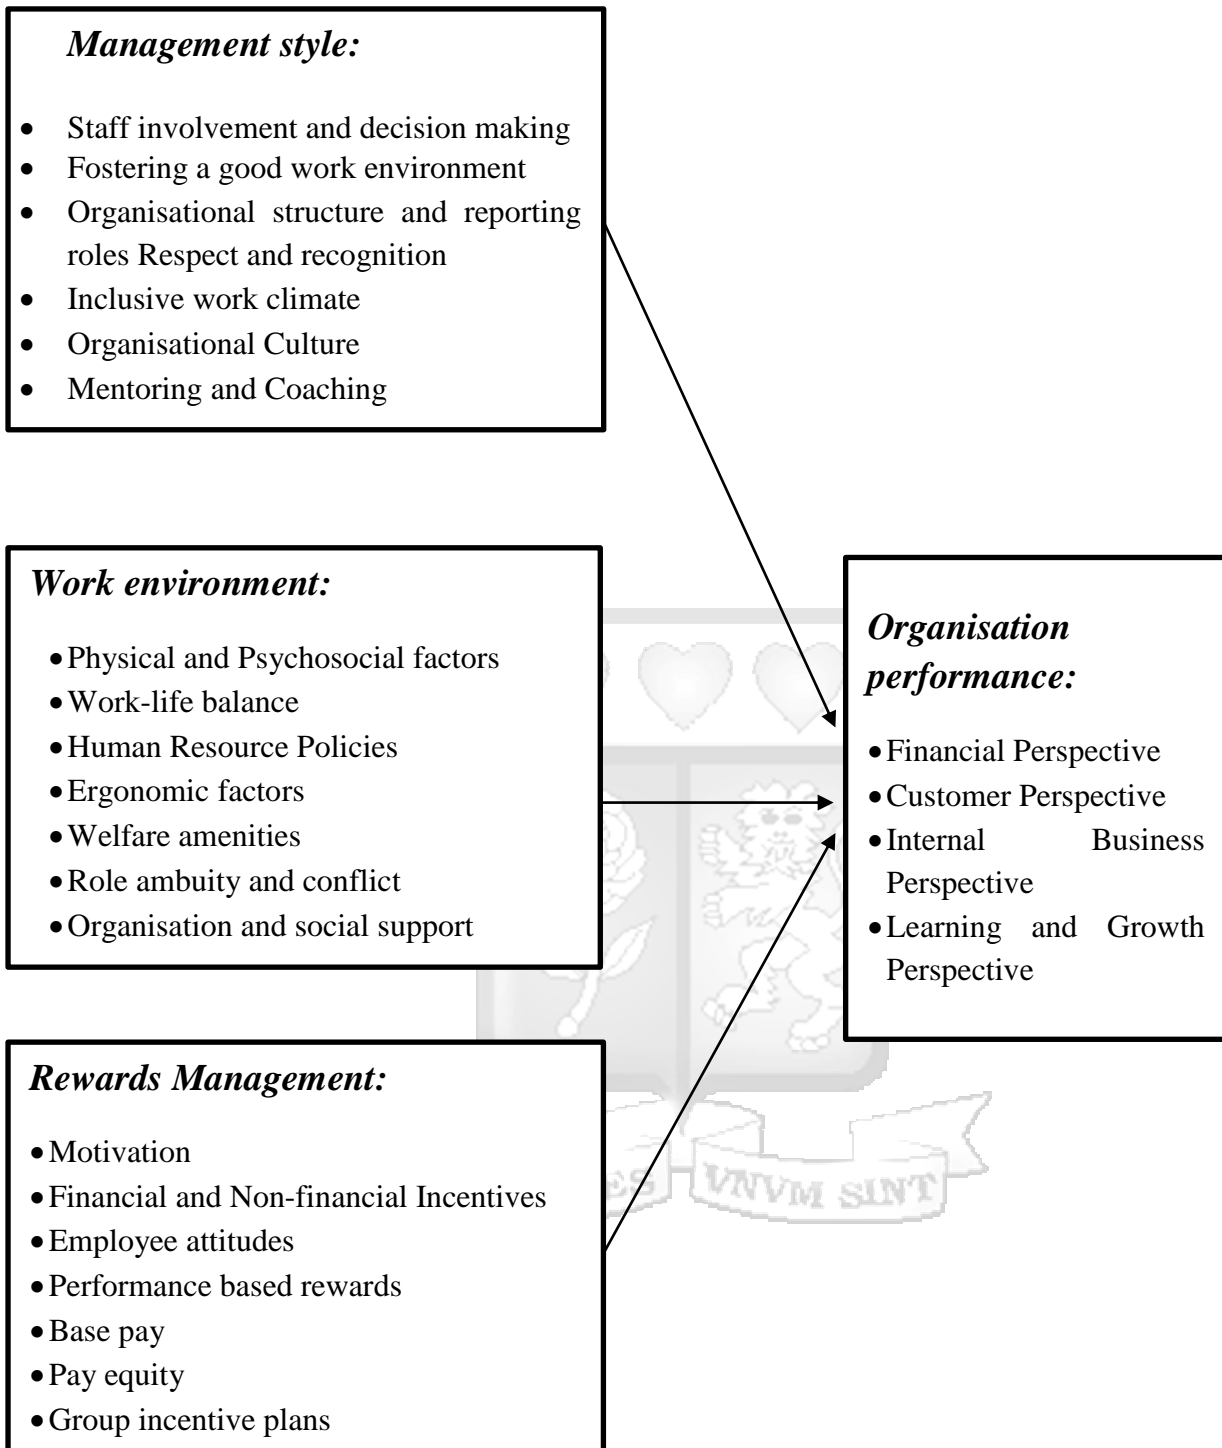 Management style:
• Staff involvement and decision making
• Fostering a good work environment
• Organisational structure and reporting
roles Respect and recognition
• Inclusive work climate
• Organisational Culture
• Mentoring and Coaching
Work environment:
• Physical and Psychosocial factors
• Work-life balance
• Human Resource Policies
• Ergonomic factors
• Welfare amenities
• Role ambuity and conflict
• Organisation and social support
Organisation
performance:
• Financial Perspective
• Customer Perspective
• Internal Business
Perspective
• Learning and Growth
Perspective
Rewards Management:
• Motivation
• Financial and Non-financial Incentives
• Employee attitudes
• Performance based rewards
• Base pay
• Pay equity
• Group incentive plans
VNVM SINT